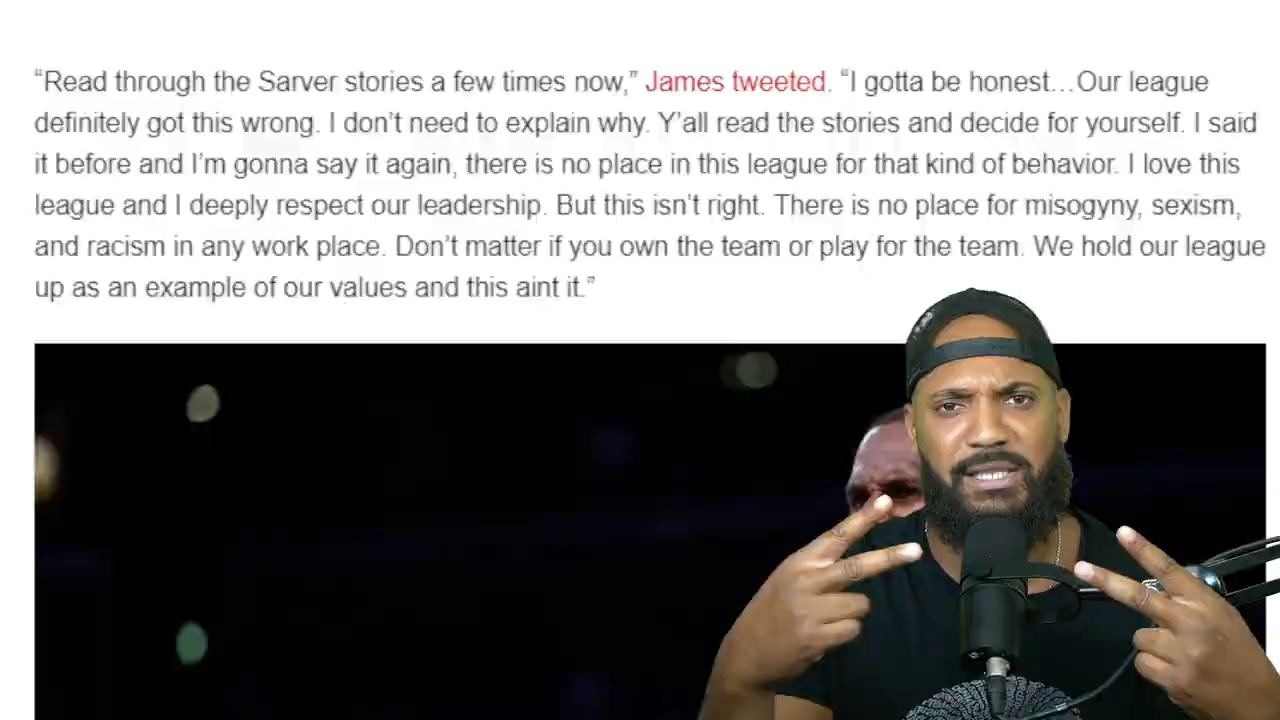 “Read through the Sarver stories a few times now,” James tweeted. “I gotta be honest…Our league
definitely got this wrong. I don’t need to explain why. Y’all read the stories and decide for yourself. I said
it before and I’m gonna say it again, there is no place in this league for that kind of behavior. I love this
league and I deeply respect our leadership. But this isn’t right. There is no place for misogyny, sexism,
and racism in any work place. Don’t matter if you own the team or play for the team. We hold our league
up as an example of our values and this aint it.”